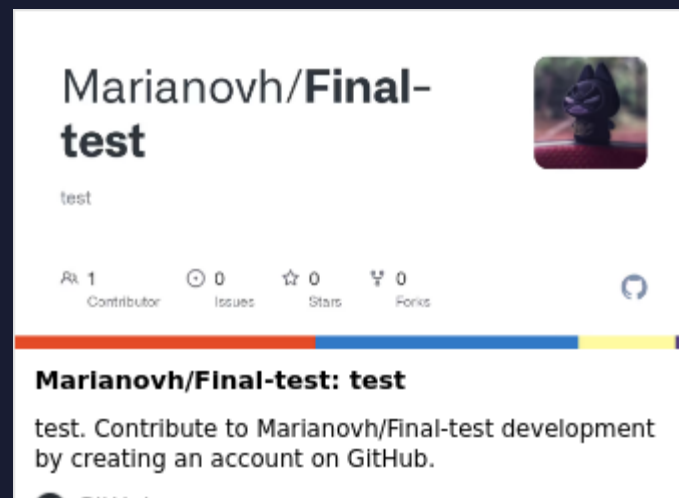 Marianovh/Final-
test
test
1 0 0 0
Contributor Issues Stars Forks
Marianovh/Final-test: test
test. Contribute to Marianovh/Final-test development
by creating an account on GitHub.